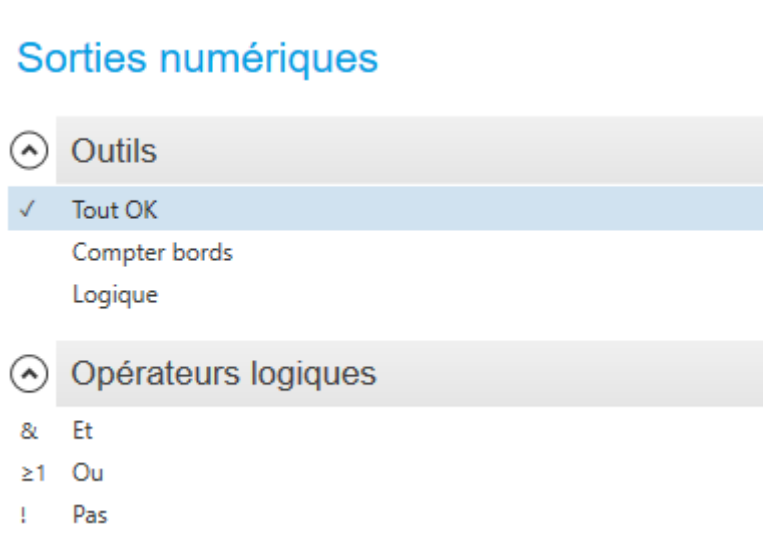 Sorties numériques
Outils
✓ Tout OK
Compter bords
Logique
Opérateurs logiques
& Et
≥1 Ou
! Pas